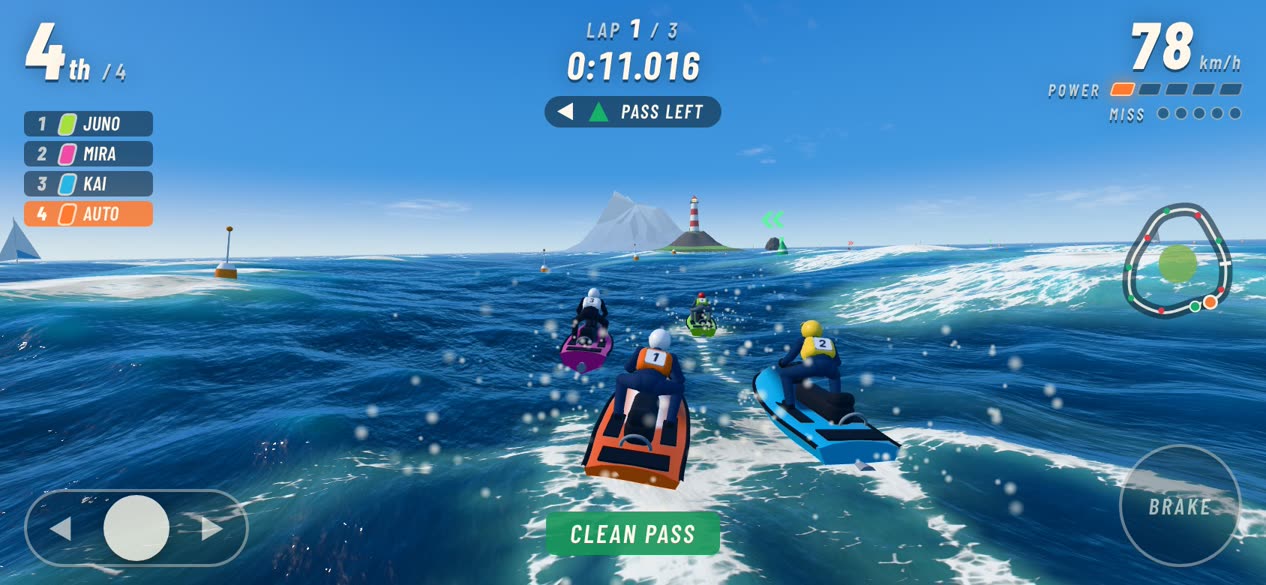 4th / 4
LAP 1 / 3
0:11.016
PASS LEFT
78 km/h
POWER
MISS
1 JUNO
2 MIRA
3 KAI
4 AUTO
3
1
2
CLEAN PASS
BRAKE